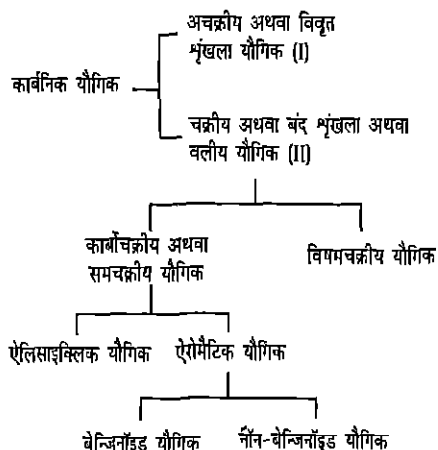 अचक्रीय अथवा विवृत
शृंखला यौगिक (I)
कार्बनिक यौगिक
चक्रीय अथवा बंद शृंखला अथवा
वलीय यौगिक (II)
कार्बोचक्रीय अथवा
समचक्रीय यौगिक
विषमचक्रीय यौगिक
ऐलिसाइक्लिक यौगिक ऐरोमैटिक यौगिक
बेन्जिनॉइड यौगिक नॉन-बेन्जिनॉइड यौगिक